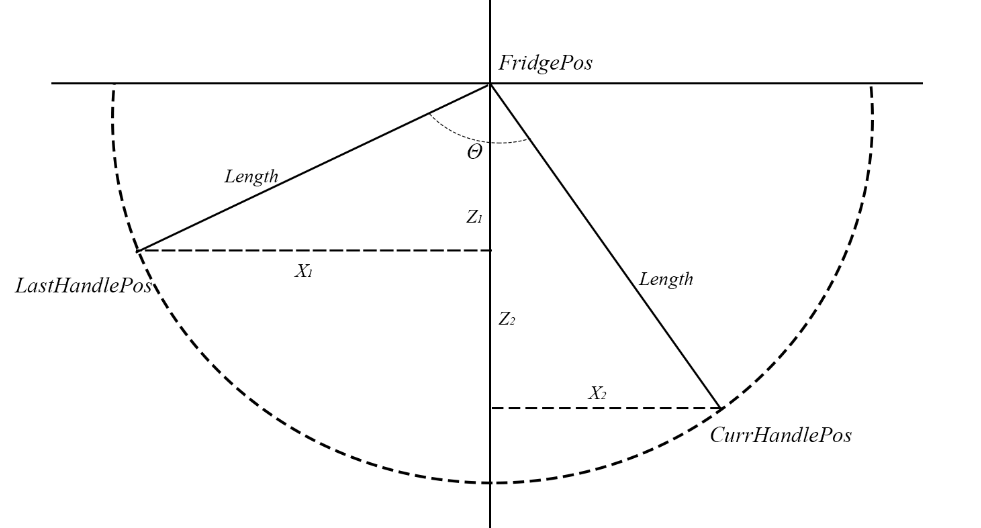 FridgePos
Θ
Length
Z1
X1
LastHandlePos
Length
Z2
X2
CurrHandlePos